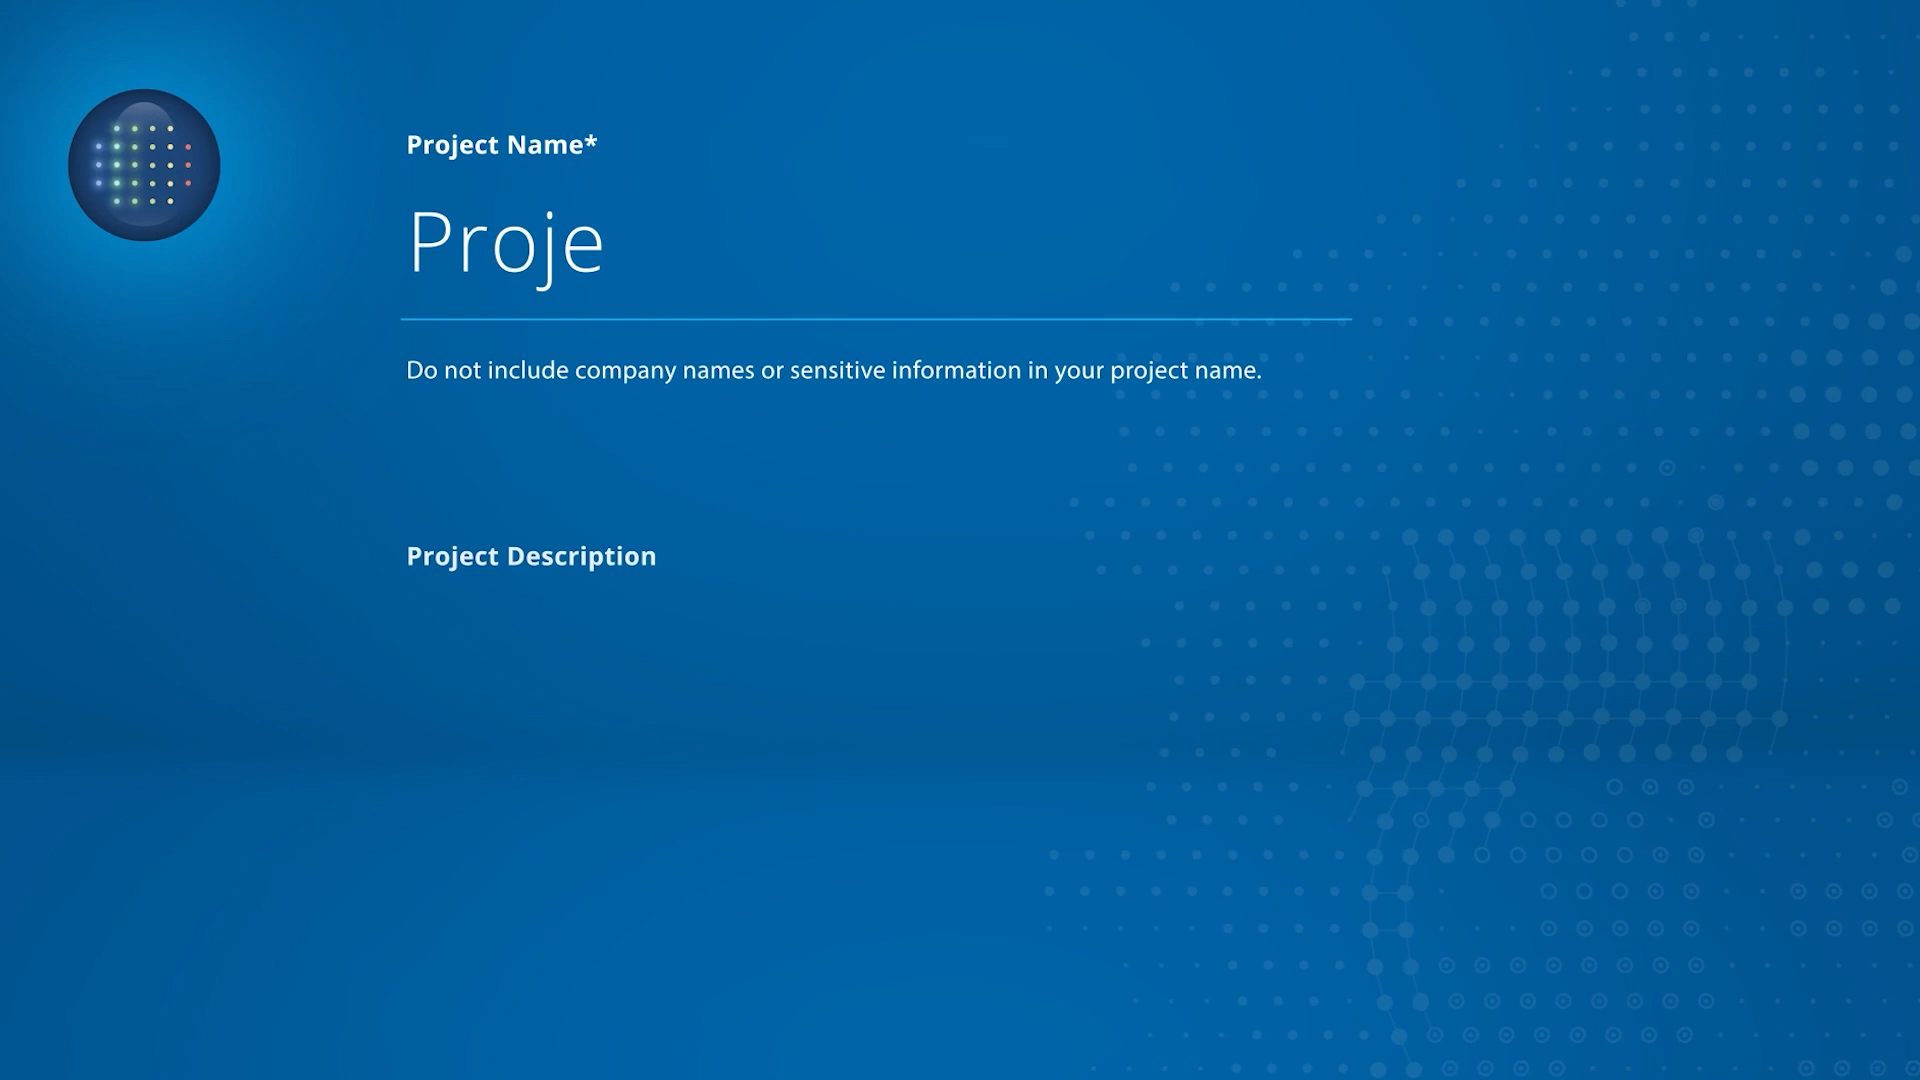 Project Name*
Proje
Do not include company names or sensitive information in your project name.
Project Description